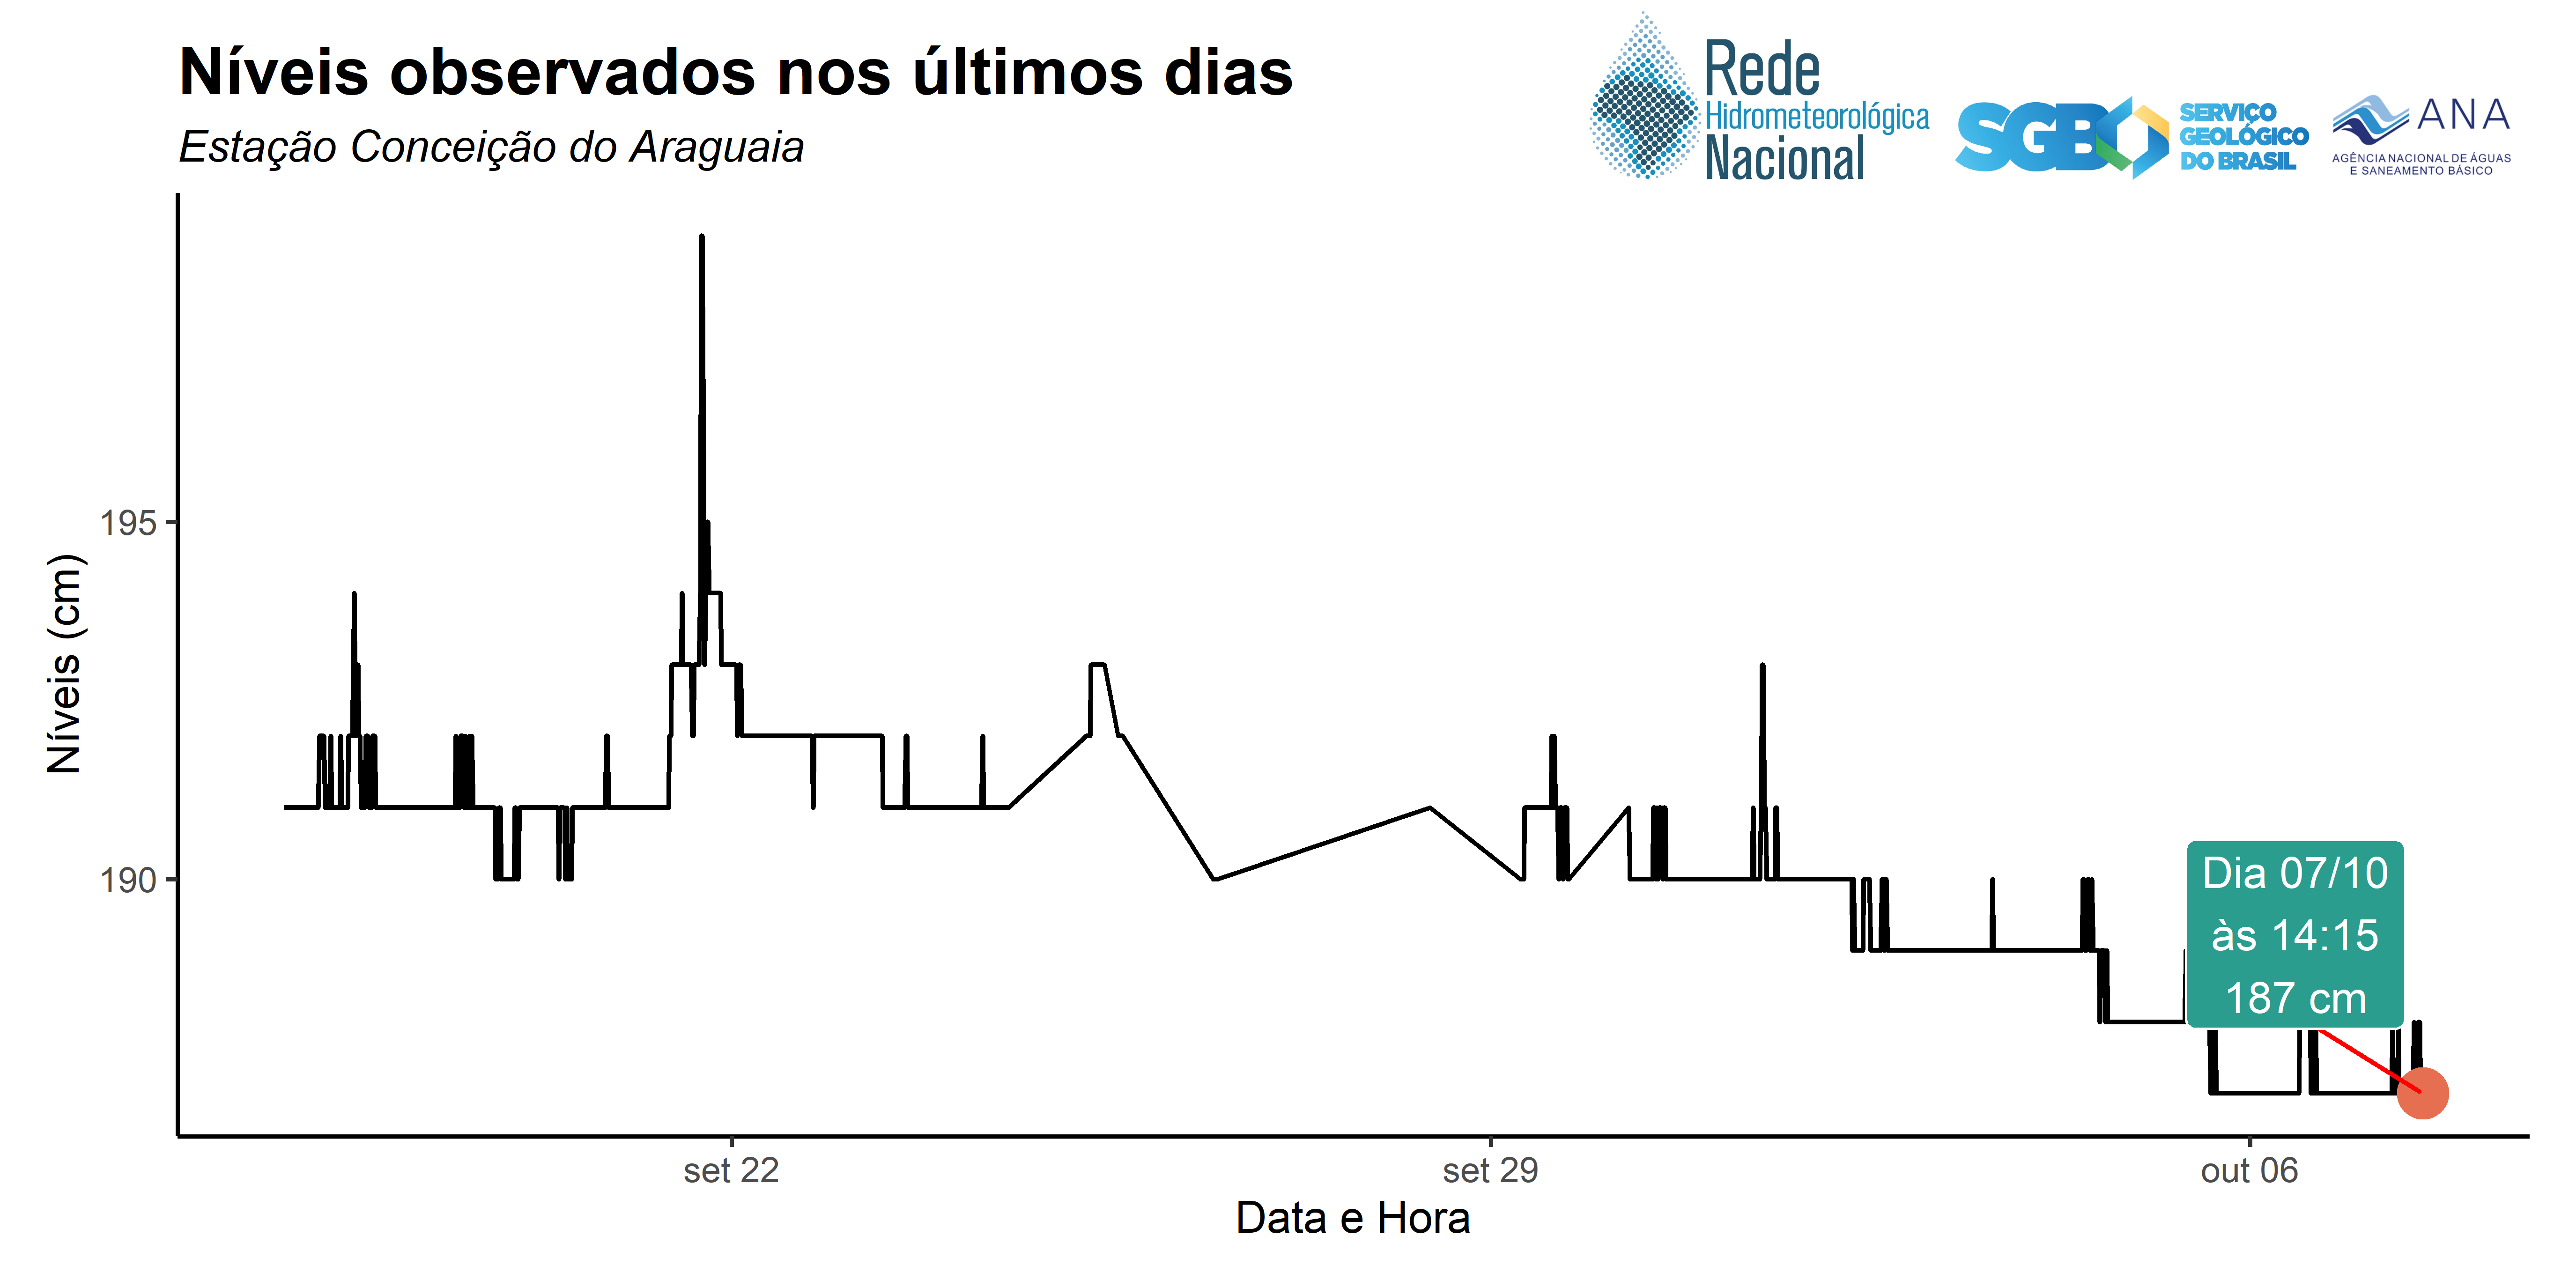 Níveis observados nos últimos dias
Estação Conceição do Araguaia
Rede
Hidrometeorológica
Nacional
SGB
SERVIÇO
GEOLÓGICO
DO BRASIL
ANA
AGÊNCIA NACIONAL DE ÁGUAS
E SANEAMENTO BÁSICO
Níveis (cm)
195
190
Dia 07/10
às 14:15
187 cm
set 22
set 29
out 06
Data e Hora